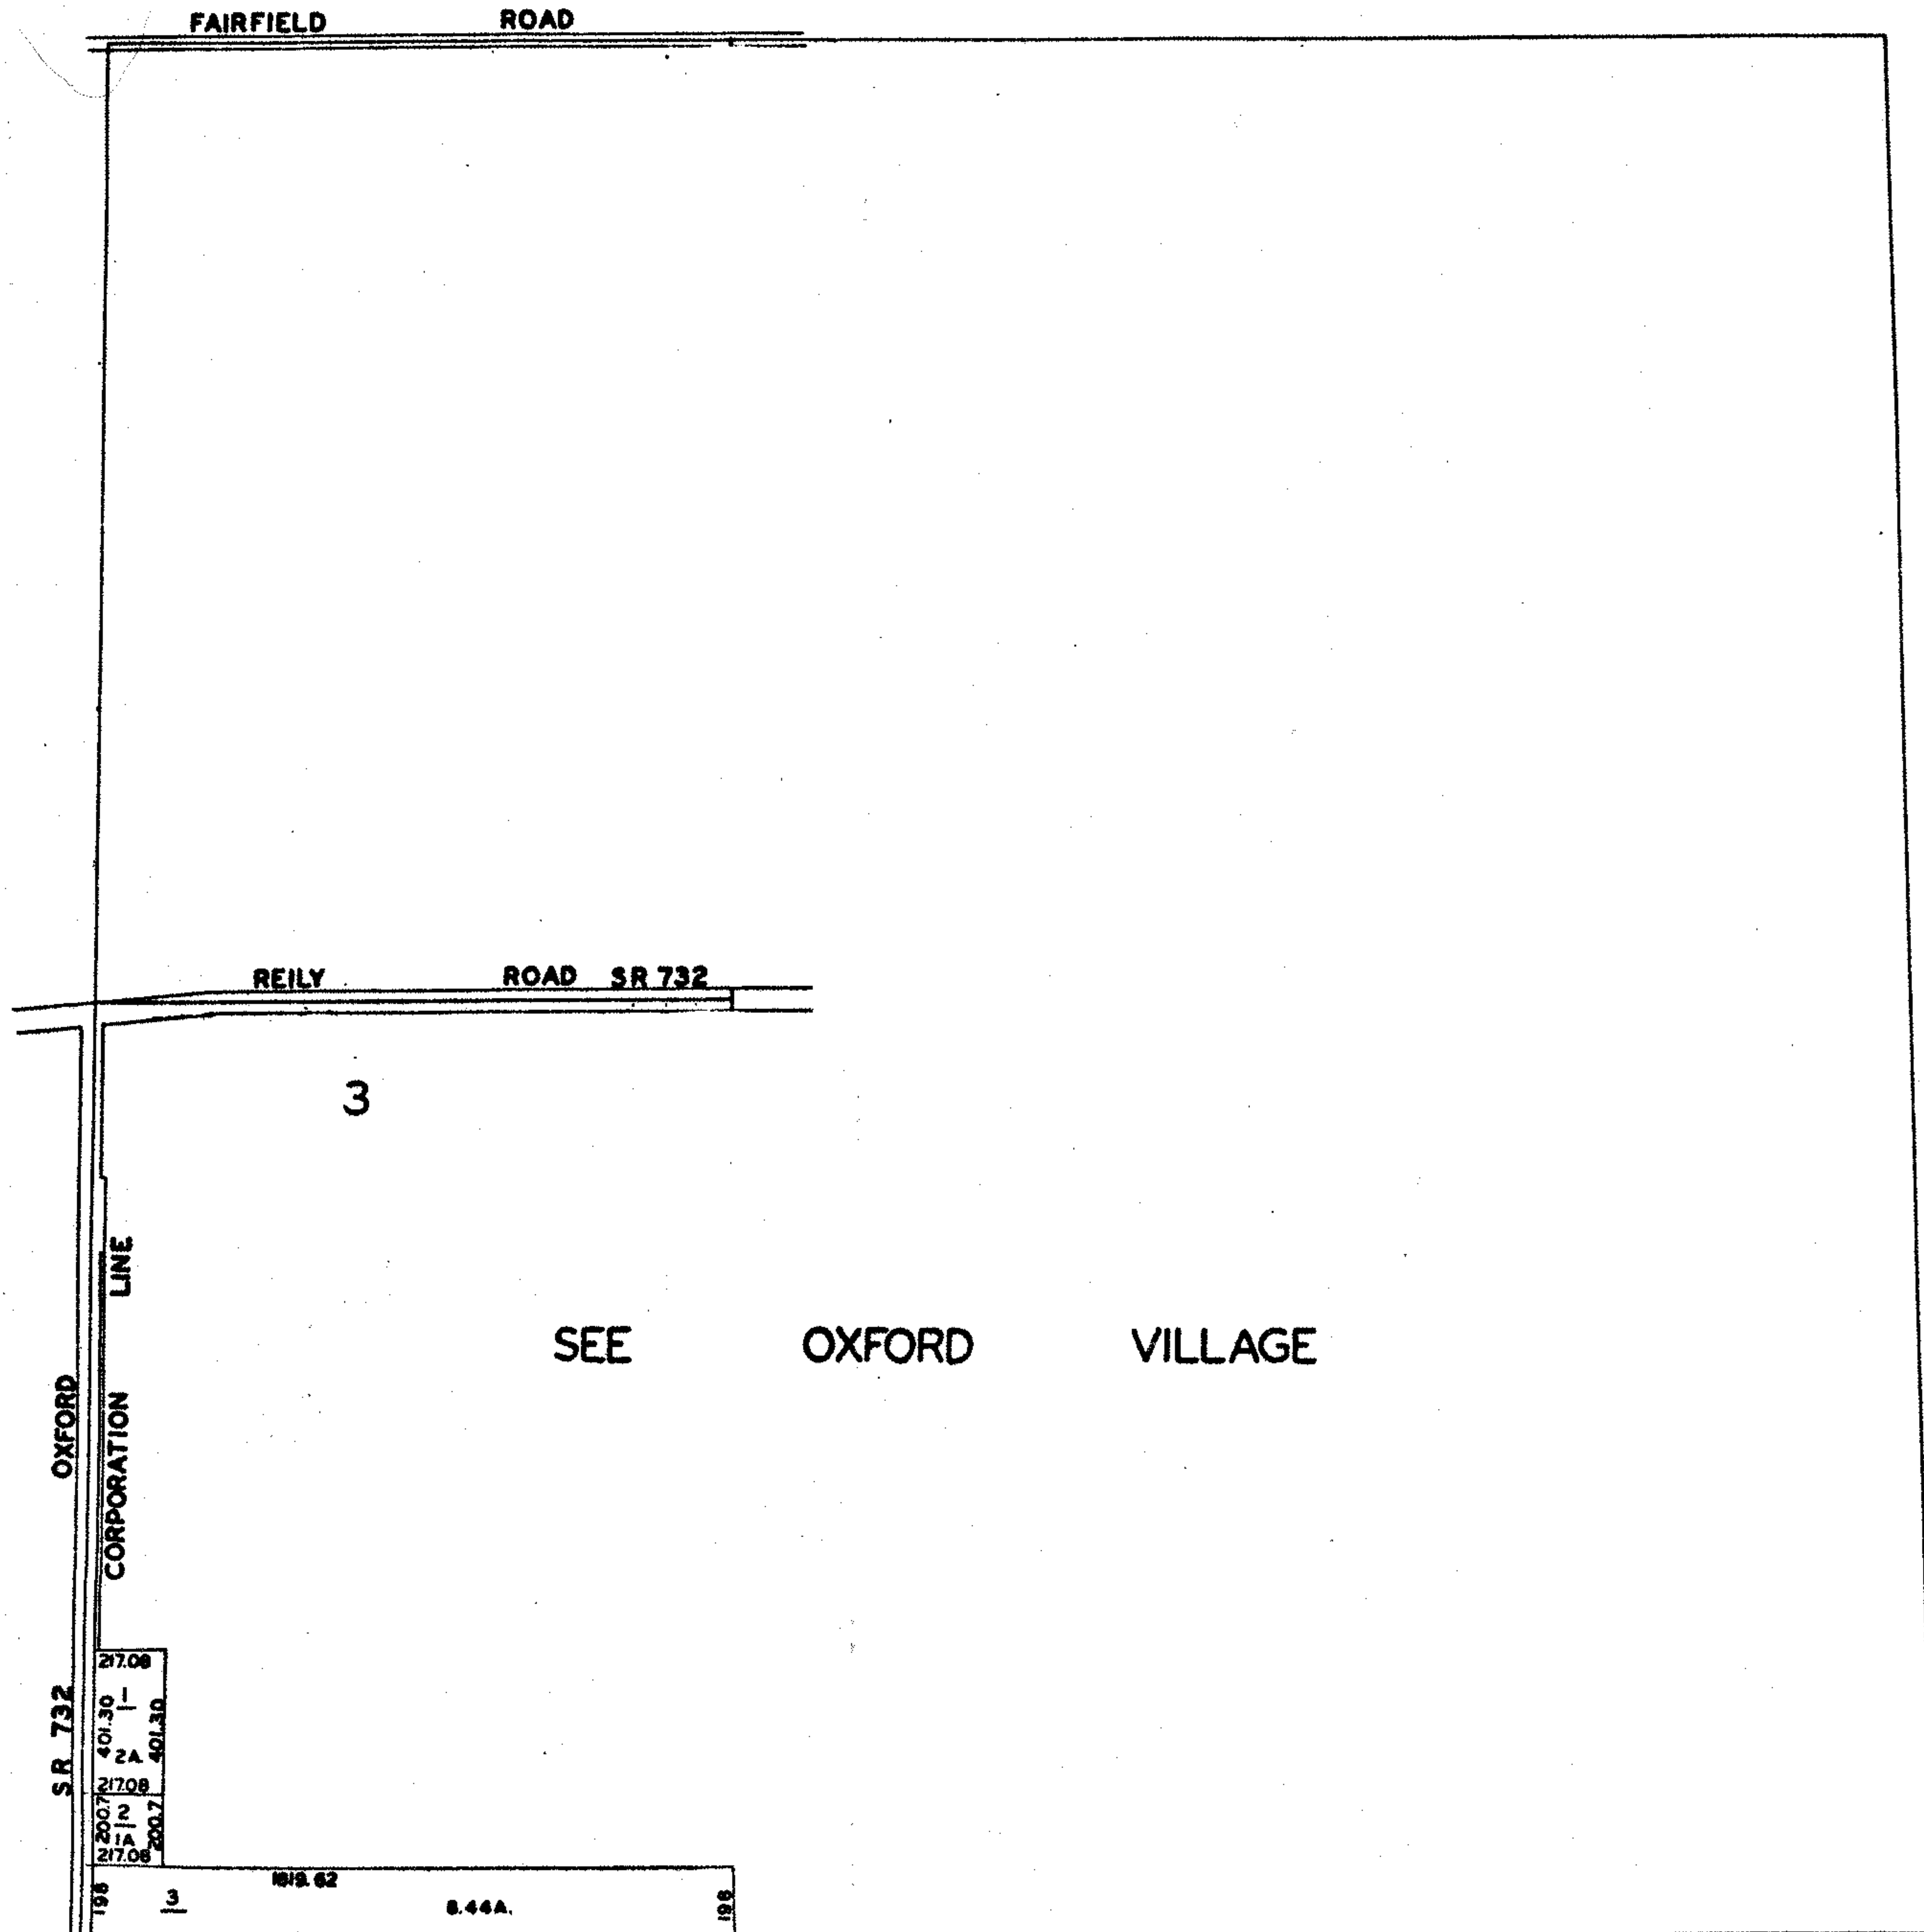 FAIRFIELD ROAD
REILY ROAD SR 732
3
CORPORATION LINE
SEE OXFORD VILLAGE
SR 732 OXFORD
217.08
401.30
1
401.30
2A.
217.08
200.7
2
200.7
1A
217.08
1819.62
198
3
8.44A.
198